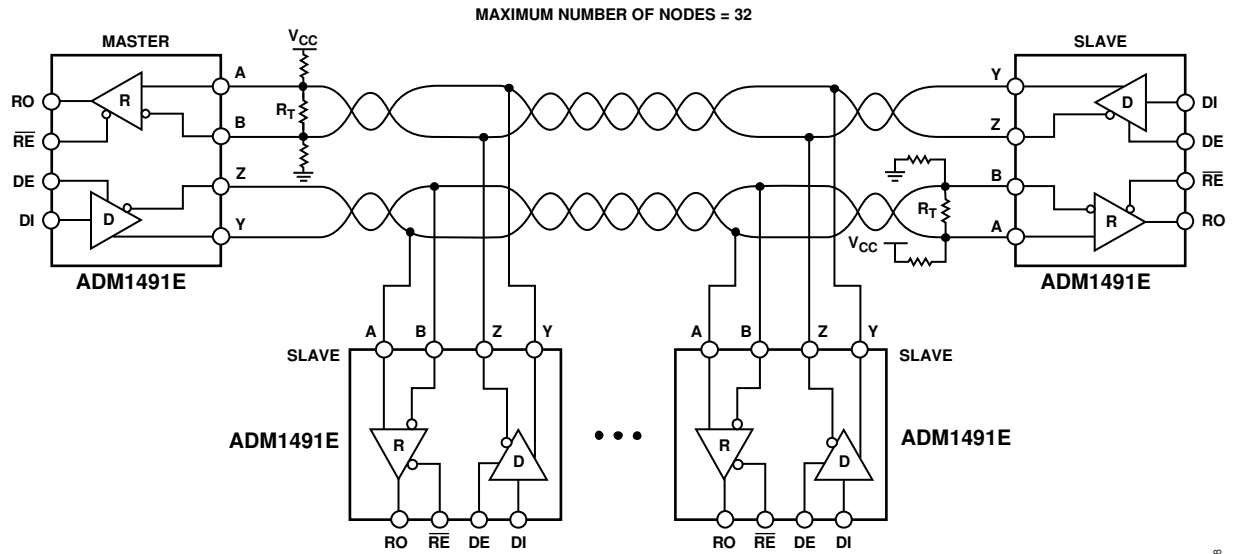 MAXIMUM NUMBER OF NODES = 32
MASTER
VCC
SLAVE
A
Y
RO
R
D
DI
RT
RE
B
Z
DE
DE
Z
B
RE
RT
DI
D
R
RO
Y
VCC
A
ADM1491E
ADM1491E
A
B
Z
Y
A
B
Z
Y
SLAVE
SLAVE
ADM1491E
R
D
R
D
ADM1491E
RO
RE
DE
DI
RO
RE
DE
DI